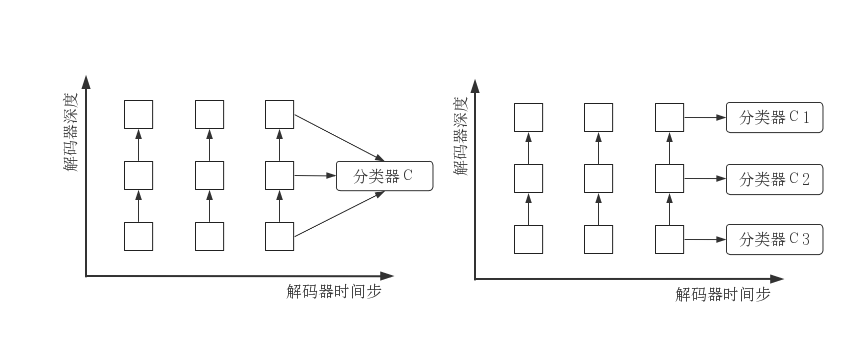 解码器深度
分类器 C
解码器时间步
解码器深度
分类器 C 1
分类器 C 2
分类器 C 3
解码器时间步